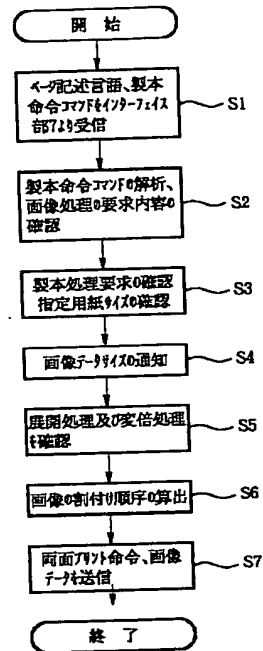 開始
ページ記述言語、製本
命令コマンドをインターフェイス
部7より受信
S1
製本命令コマンドの解析、
画像処理の要求内容の
確認
S2
製本処理要求の確認
指定用紙サイズの確認
S3
画像データサイズの通知
S4
展開処理及び変倍処理
を確認
S5
画像の割付け順序の算出
S6
両面プリント命令、画像
データを送信
S7
終了